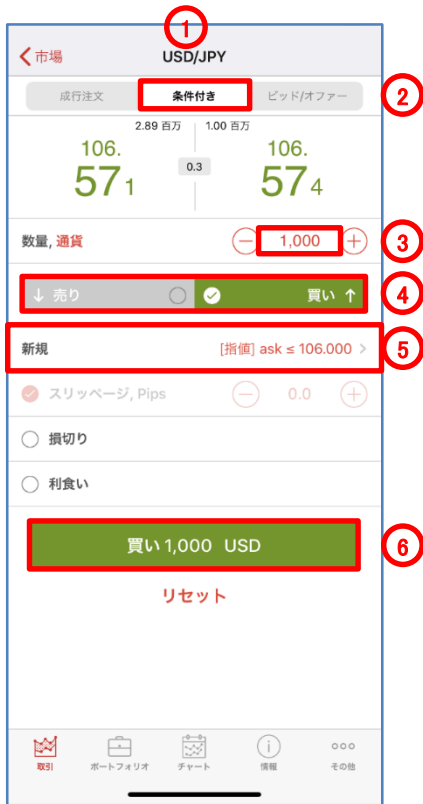 1
市場 USD/JPY
成行注文 条件付き ビッド/オファー 2
2.89 百万 1.00 百万
106. 106.
571 0.3 574
数量, 通貨 1,000 3
↓ 売り 買い ↑ 4
新規 [指値] ask ≤ 106.000 > 5
スリッページ, Pips 0.0
損切り
利食い
買い 1,000 USD 6
リセット
取引 ポートフォリオ チャート 情報 その他